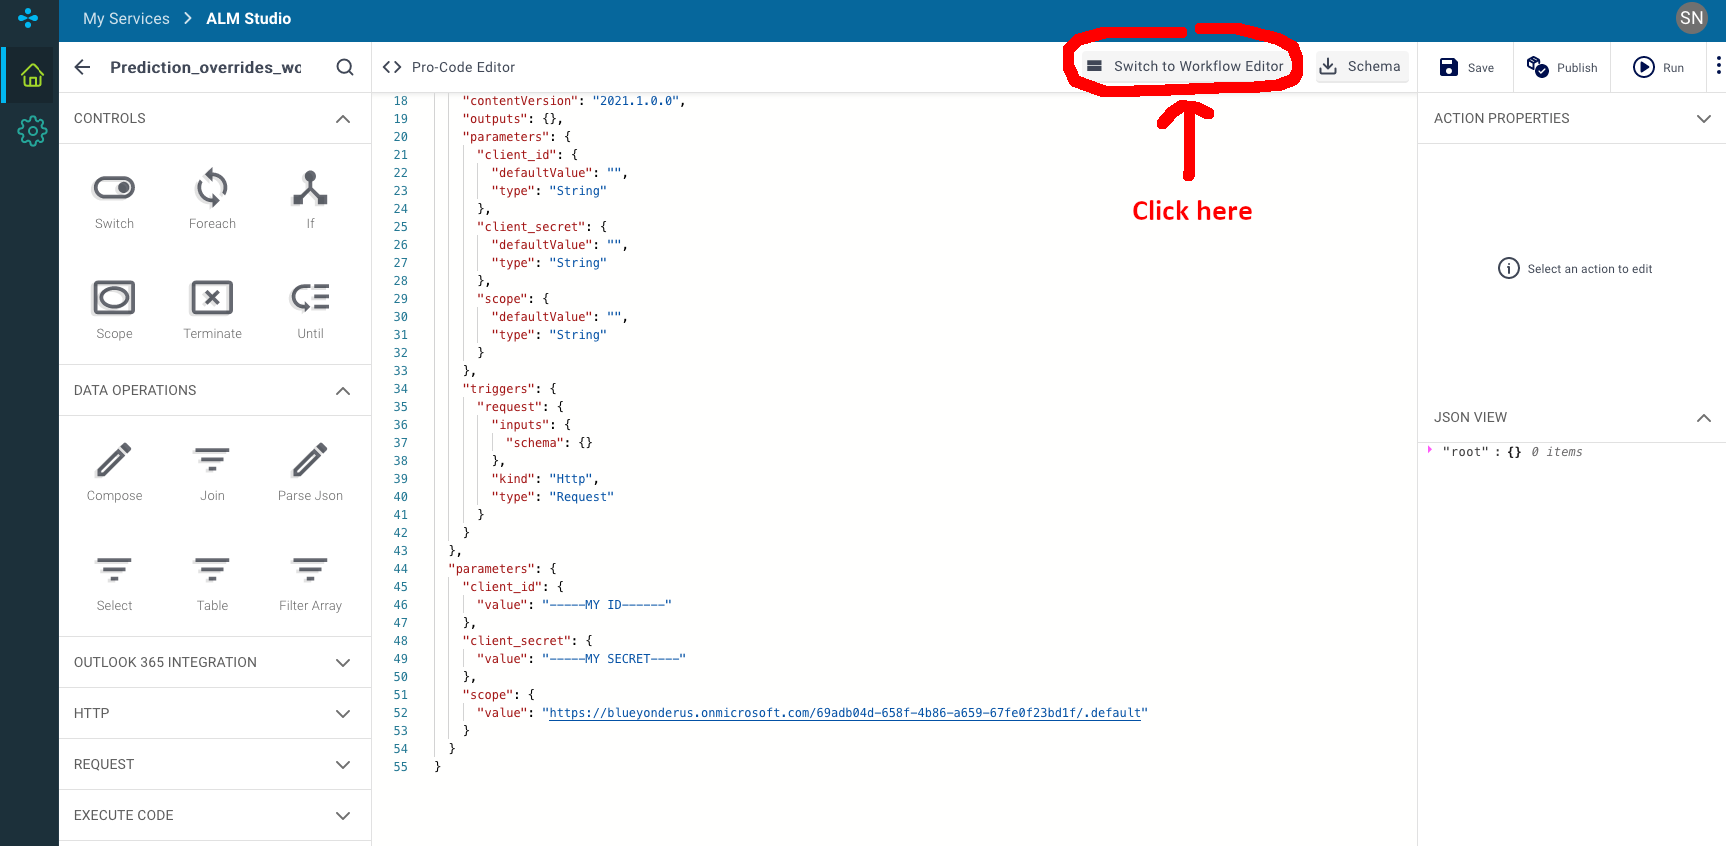 My Services > ALM Studio
SN
Prediction_overrides_wo
Pro-Code Editor
Switch to Workflow Editor
Schema
Save
Publish
Run
CONTROLS
Switch
Foreach
If
Scope
Terminate
Until
DATA OPERATIONS
Compose
Join
Parse Json
Select
Table
Filter Array
OUTLOOK 365 INTEGRATION
HTTP
REQUEST
EXECUTE CODE
18 "contentVersion": "2021.1.0.0",
19 "outputs": {},
20 "parameters": {
21 "client_id": {
22 "defaultValue": "",
23 "type": "String"
24 },
25 "client_secret": {
26 "defaultValue": "",
27 "type": "String"
28 },
29 "scope": {
30 "defaultValue": "",
31 "type": "String"
32 }
33 },
34 "triggers": {
35 "request": {
36 "inputs": {
37 "schema": {}
38 },
39 "kind": "Http",
40 "type": "Request"
41 }
42 }
43 },
44 "parameters": {
45 "client_id": {
46 "value": "-----MY ID------"
47 },
48 "client_secret": {
49 "value": "-----MY SECRET----"
50 },
51 "scope": {
52 "value": "https://blueyonderus.onmicrosoft.com/69adb04d-658f-4b86-a659-67fe0f23bd1f/.default"
53 }
54 }
55 }
Click here
ACTION PROPERTIES
Select an action to edit
JSON VIEW
"root" : {} 0 items